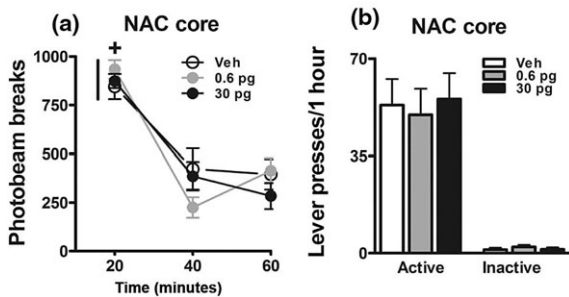 (a) NAC core
Photobeam breaks
1000
750
500
250
0
+
Veh
0.6 pg
30 pg
20 40 60
Time (minutes)
(b) NAC core
Lever presses/1 hour
70
35
0
Veh 0.6 pg 30 pg
Active Inactive